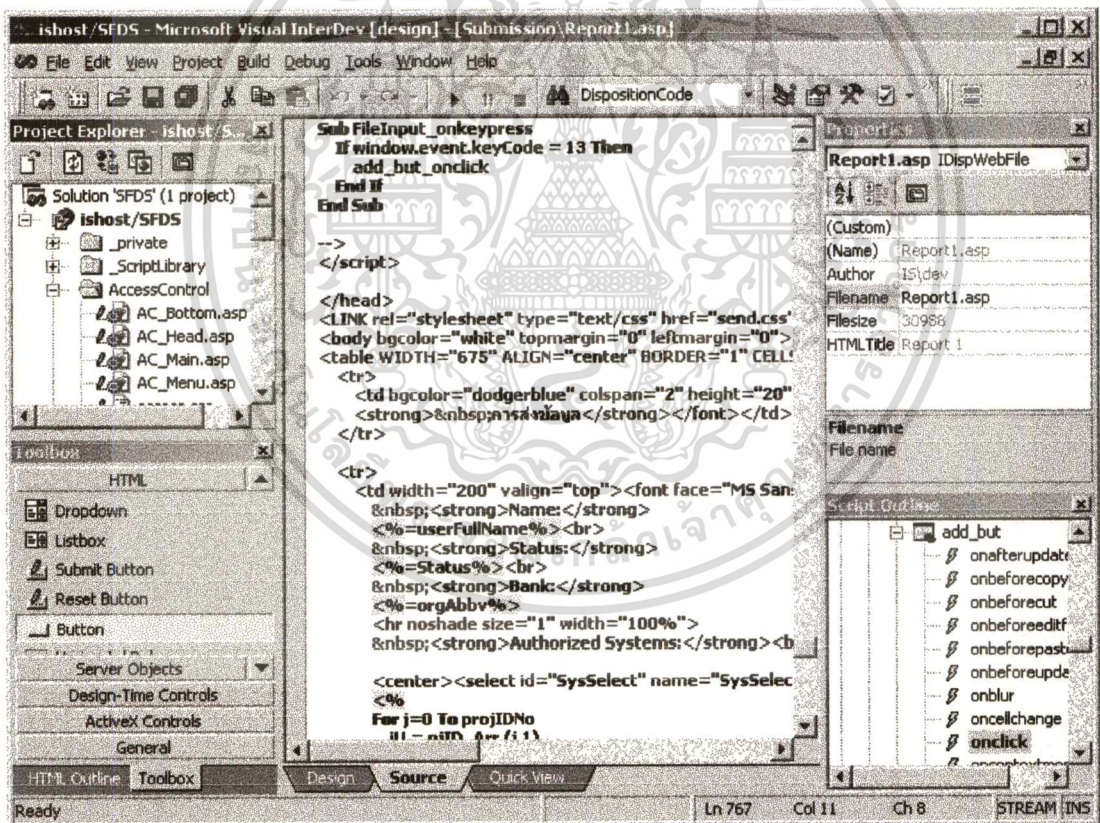 ishost/SFDS - Microsoft Visual InterDev [design] - [Submission\Report1.asp]
File Edit View Project Build Debug Tools Window Help
DispositionCode
Project Explorer - ishost/S...
Solution 'SFDS' (1 project)
ishost/SFDS
_private
_ScriptLibrary
AccessControl
AC_Bottom.asp
AC_Head.asp
AC_Main.asp
AC_Menu.asp
Toolbox
HTML
Dropdown
Listbox
Submit Button
Reset Button
Button
Server Objects
Design-Time Controls
ActiveX Controls
General
HTML Outline Toolbox
Sub FileInput_onkeypress
If window.event.keyCode = 13 Then
add_but_onclick
End If
End Sub
-->
</script>
</head>
<LINK rel="stylesheet" type="text/css" href="send.css"
<body bgcolor="white" topmargin="0" leftmargin="0">
<table WIDTH="675" ALIGN="center" BORDER="1" CELLS
<tr>
<td bgcolor="dodgerblue" colspan="2" height="20"
<strong>&nbsp;การส่งข้อมูล</strong></font></td>
</tr>
<tr>
<td width="200" valign="top"><font face="MS San:
&nbsp;<strong>Name:</strong>
<%=userFullName%><br>
&nbsp;<strong>Status:</strong>
<%=Status%><br>
&nbsp;<strong>Bank:</strong>
<%=orgAbbv%>
<hr noshade size="1" width="100%">
&nbsp;<strong>Authorized Systems:</strong><b
<center><select id="SysSelect" name="SysSelec
<%
For j=0 To projIDNo
Design Source Quick View
Properties
Report1.asp IDispWebFile
(Custom)
(Name) Report1.asp
Author IS\dev
Filename Report1.asp
Filesize 30988
HTMLTitle Report 1
Filename
File name
Script Outline
add_but
onafterupdate
onbeforecopy
onbeforecut
onbeforeeditf
onbeforepaste
onbeforeupda
onblur
oncellchange
onclick
Ready Ln 767 Col 11 Ch 8 STREAM INS